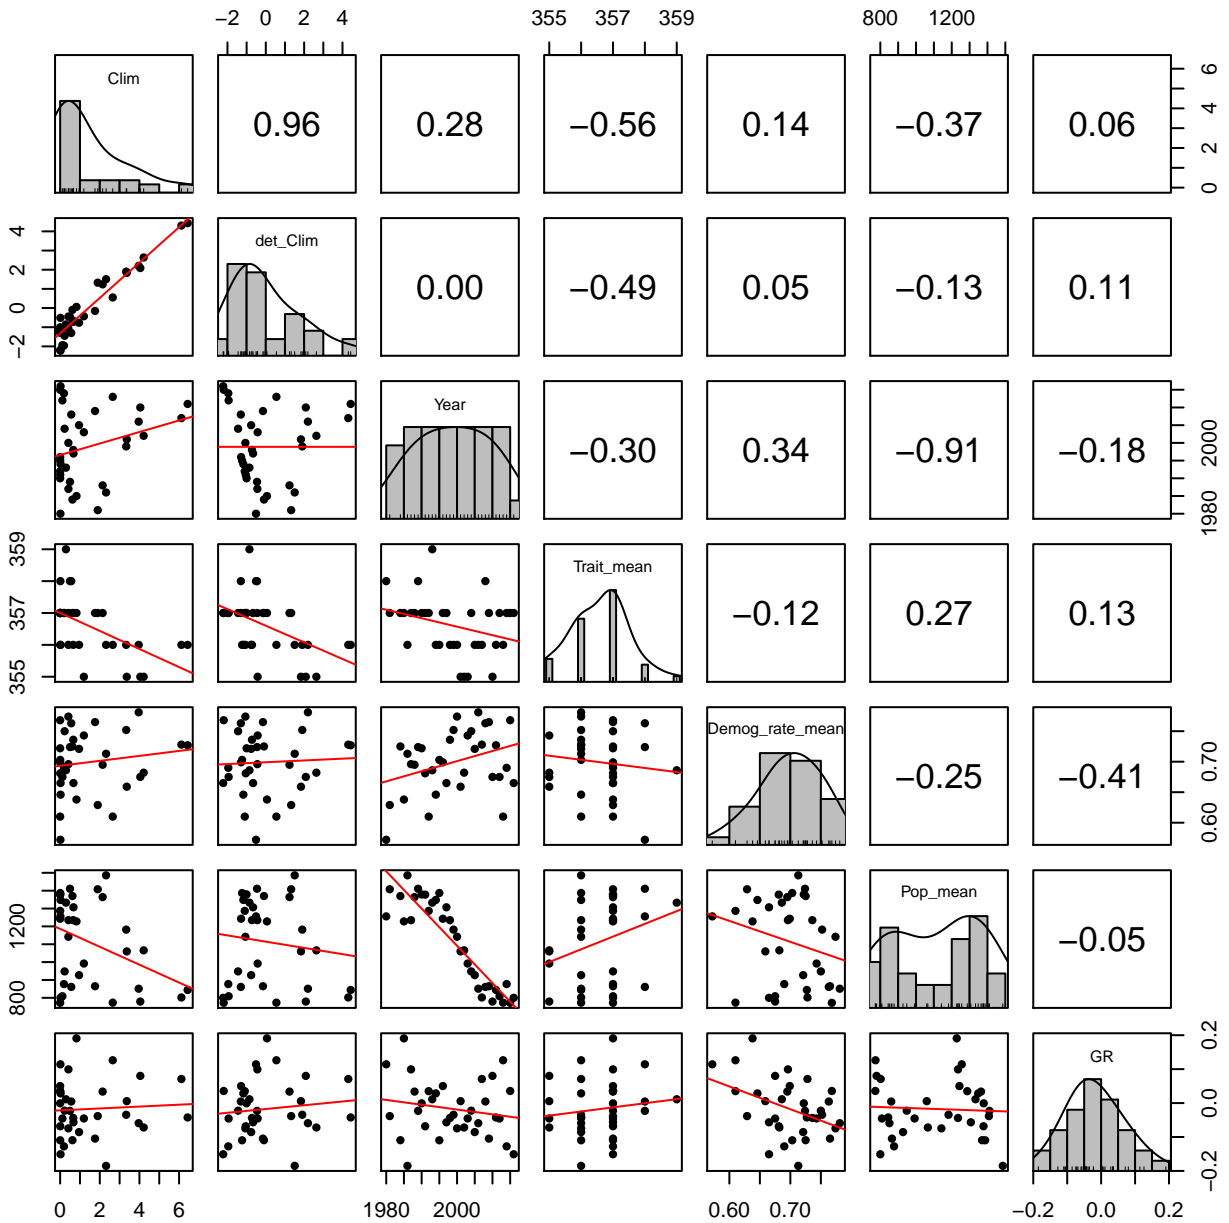 −2 0 2 4 355 357 359 800 1200
Clim 0.96 0.28 −0.56 0.14 −0.37 0.06 0 2 4 6
−2 0 2 4 det_Clim 0.00 −0.49 0.05 −0.13 0.11
Year −0.30 0.34 −0.91 −0.18 1980 2000
355 357 359 Trait_mean −0.12 0.27 0.13
Demog_rate_mean −0.25 −0.41 0.60 0.70
800 1200 Pop_mean −0.05
GR −0.2 0.0 0.2
0 2 4 6 1980 2000 0.60 0.70 −0.2 0.0 0.2